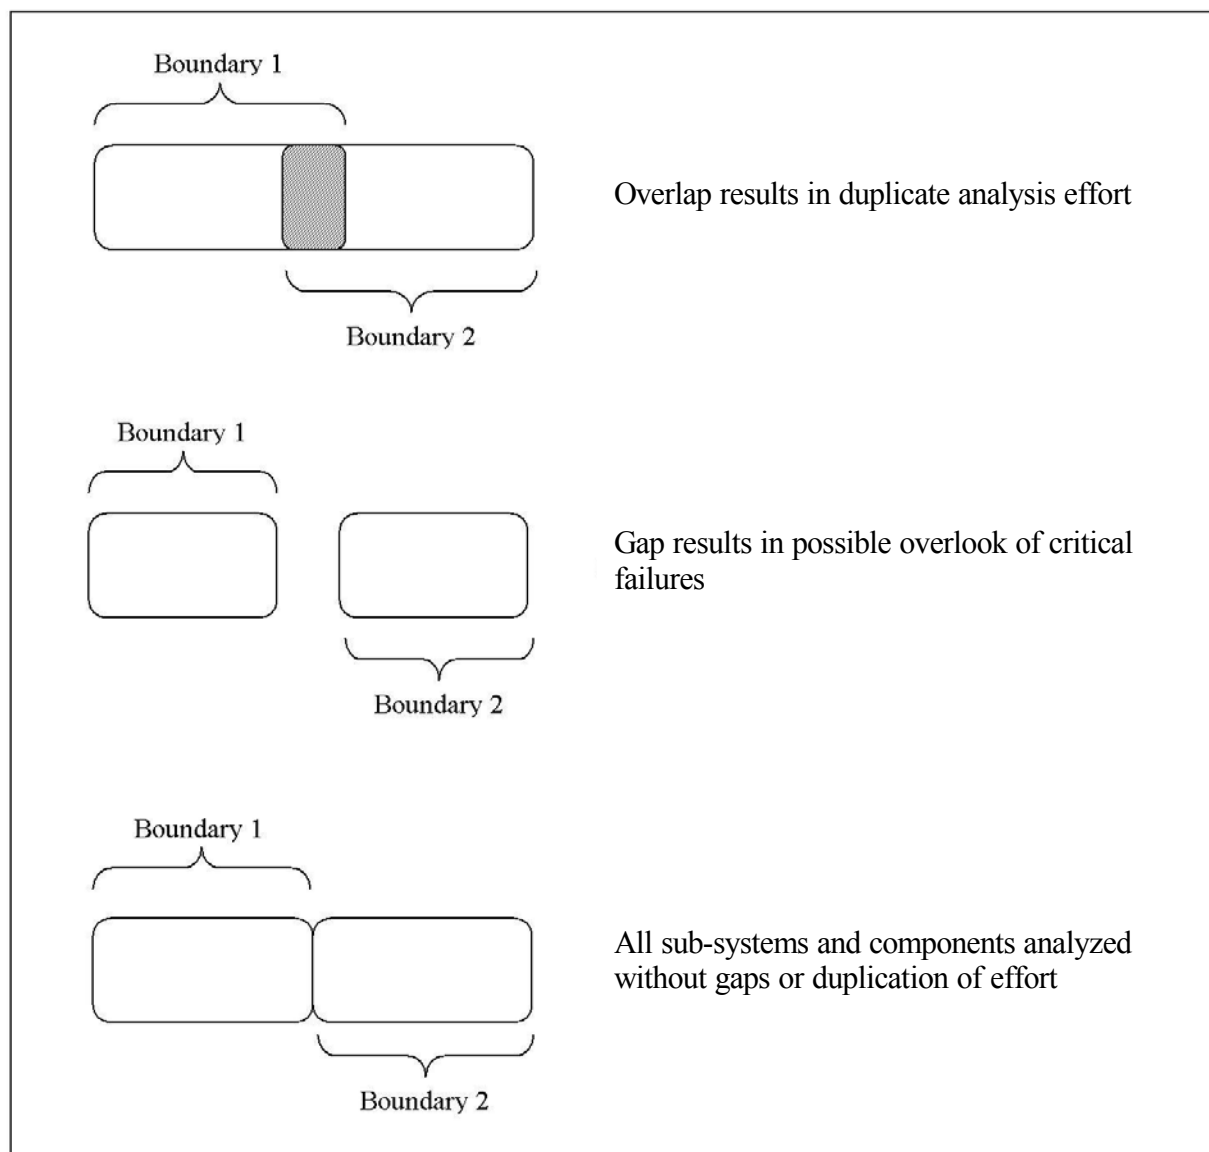 Boundary 1
Overlap results in duplicate analysis effort
Boundary 2
Boundary 1
Gap results in possible overlook of critical
failures
Boundary 2
Boundary 1
All sub-systems and components analyzed
without gaps or duplication of effort
Boundary 2